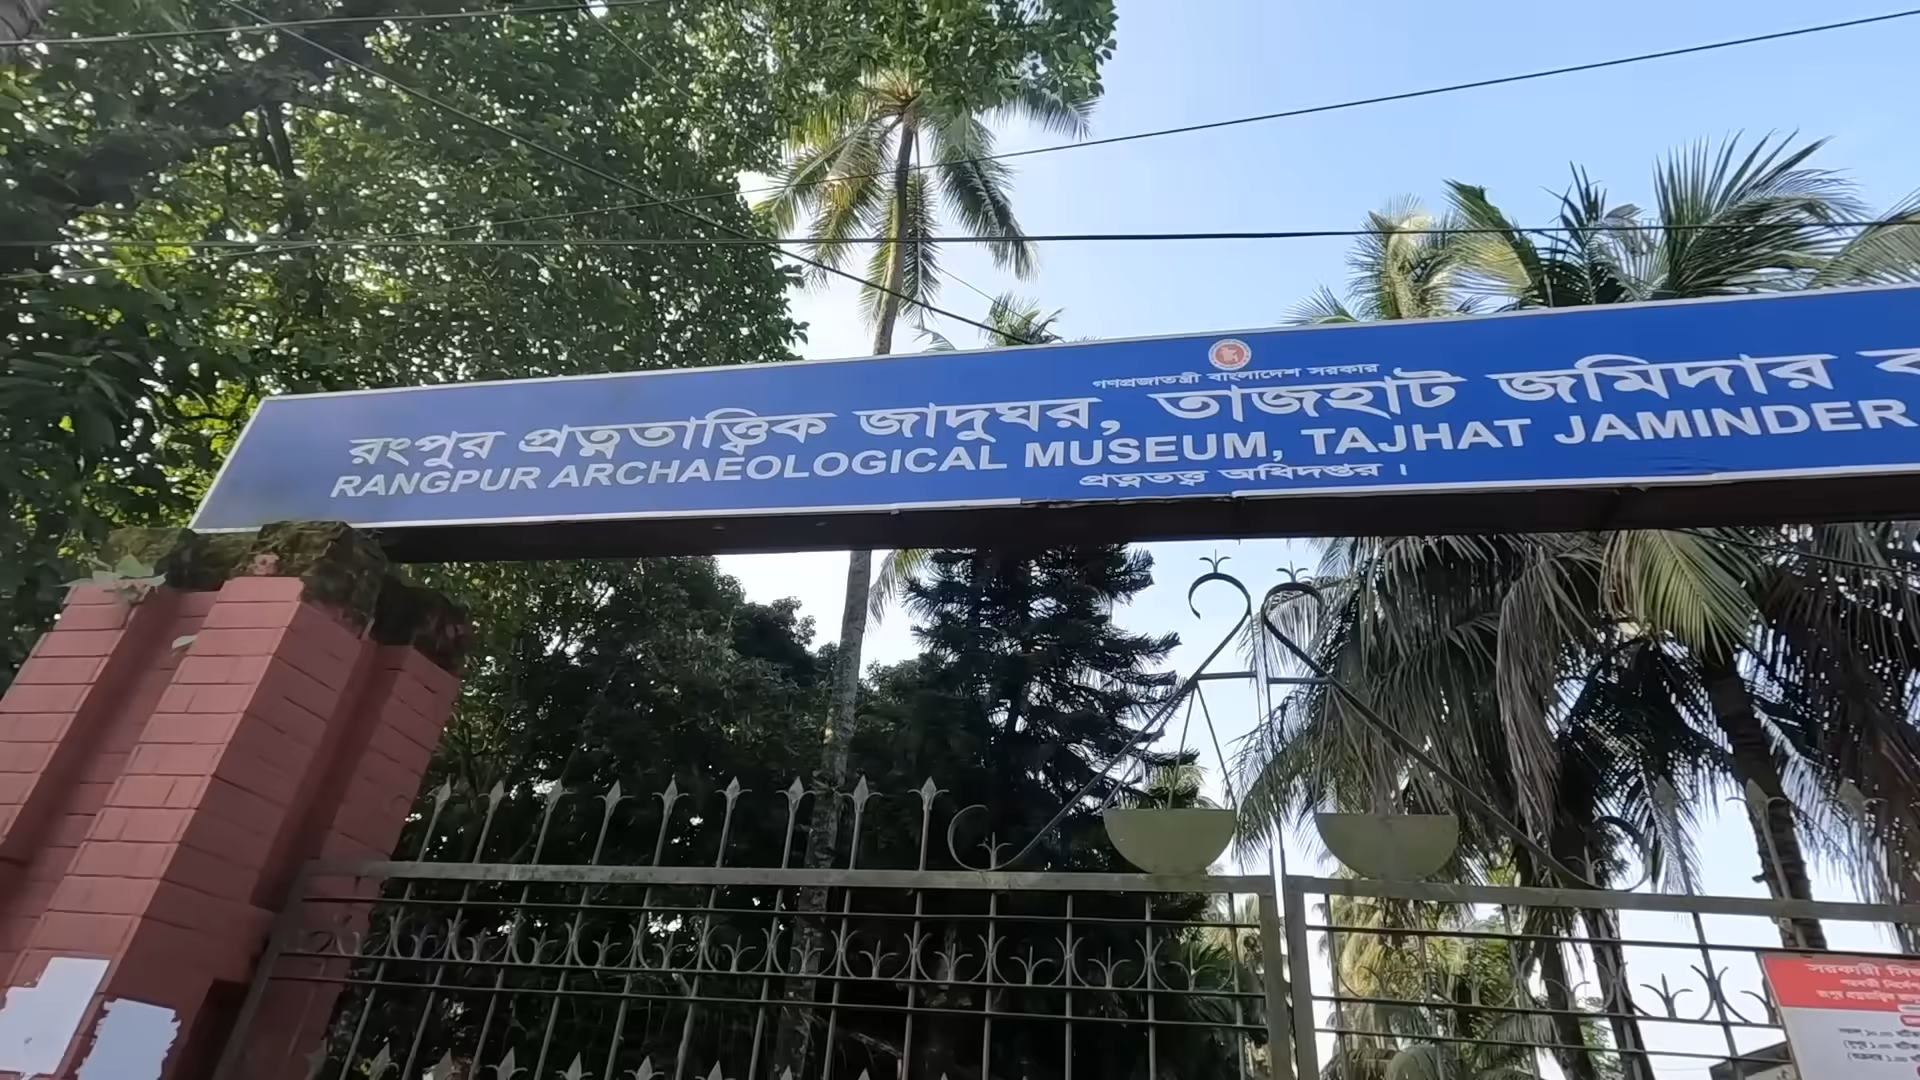 গণপ্রজাতন্ত্রী বাংলাদেশ সরকার
রংপুর প্রত্নতাত্ত্বিক জাদুঘর, তাজহাট জমিদার
RANGPUR ARCHAEOLOGICAL MUSEUM, TAJHAT JAMINDER
প্রত্নতত্ত্ব অধিদপ্তর।
সরকারী